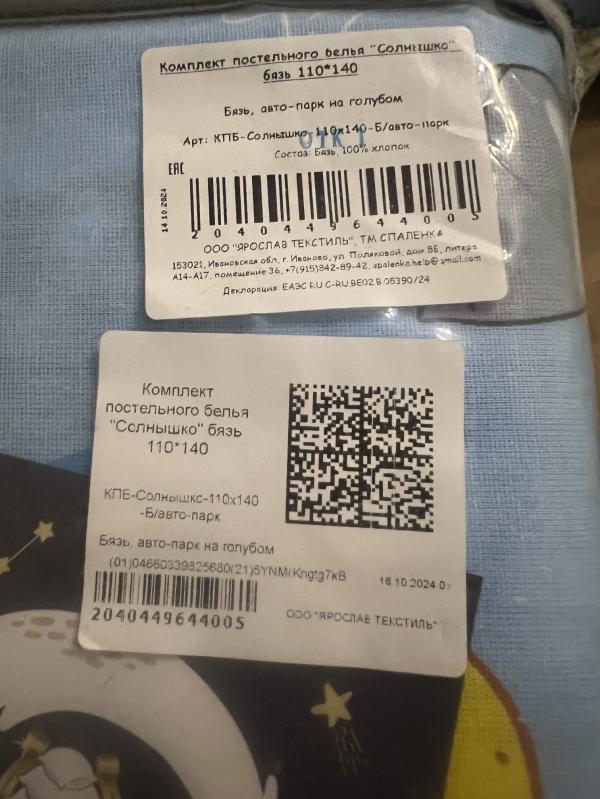 Комплект постельного белья "Солнышко"
бязь 110*140
Бязь, авто-парк на голубом
Арт: КПБ-Солнышко-110х140-Б/авто-парк
ОТК 1
Состав: Бязь, 100% хлопок
EAC
14.10.2024
2040449644005
ООО "ЯРОСЛАВ ТЕКСТИЛЬ", ТМ СПАЛЕНКА
153021, Ивановская обл, г. Иваново, ул. Поляковой, дом 8Б, литера
А14-А17, помещение 36, +7(915)842-89-42, spalenka.help@gmail.com
Декларация: ЕАЭС RU С-RU.ВЕ02.В.05390/24
Комплект
постельного белья
"Солнышко" бязь
110*140
КПБ-Солнышко-110х140
-Б/авто-парк
Бязь, авто-парк на голубом
(01)04660339825680(21)
16.10.2024
2040449644005
ООО "ЯРОСЛАВ ТЕКСТИЛЬ"